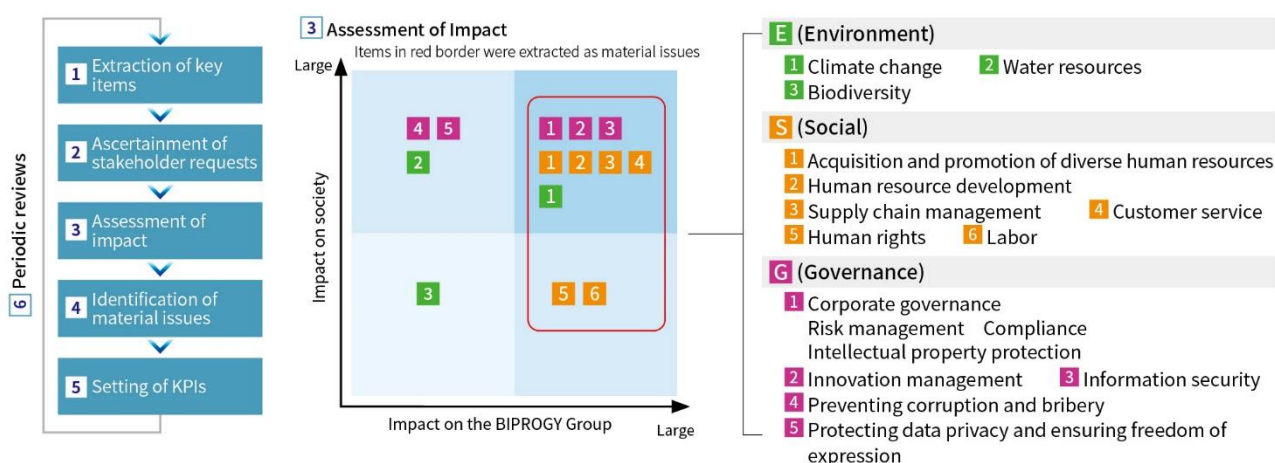 6 Periodic reviews
1 Extraction of key
items
2 Ascertainment of
stakeholder requests
3 Assessment of
impact
4 Identification of
material issues
5 Setting of KPIs
3 Assessment of Impact
Items in red border were extracted as material issues
Large
Impact on society
4 5
1 2 3
2
1 2 3 4
1
3
5 6
Impact on the BIPROGY Group
Large
E (Environment)
1 Climate change 2 Water resources
3 Biodiversity
S (Social)
1 Acquisition and promotion of diverse human resources
2 Human resource development
3 Supply chain management 4 Customer service
5 Human rights 6 Labor
G (Governance)
1 Corporate governance
Risk management Compliance
Intellectual property protection
2 Innovation management 3 Information security
4 Preventing corruption and bribery
5 Protecting data privacy and ensuring freedom of
expression